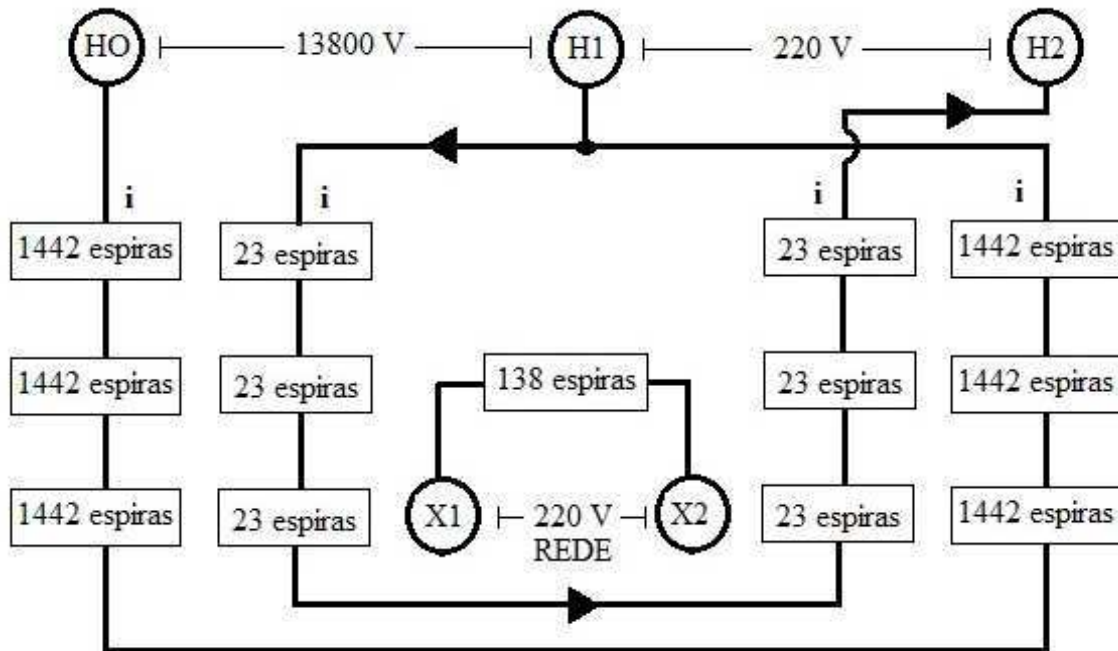 HO 13800 V H1 220 V H2
i i i i
1442 espiras 23 espiras 23 espiras 1442 espiras
1442 espiras 23 espiras 138 espiras 23 espiras 1442 espiras
1442 espiras 23 espiras X1 220 V X2 23 espiras 1442 espiras
REDE